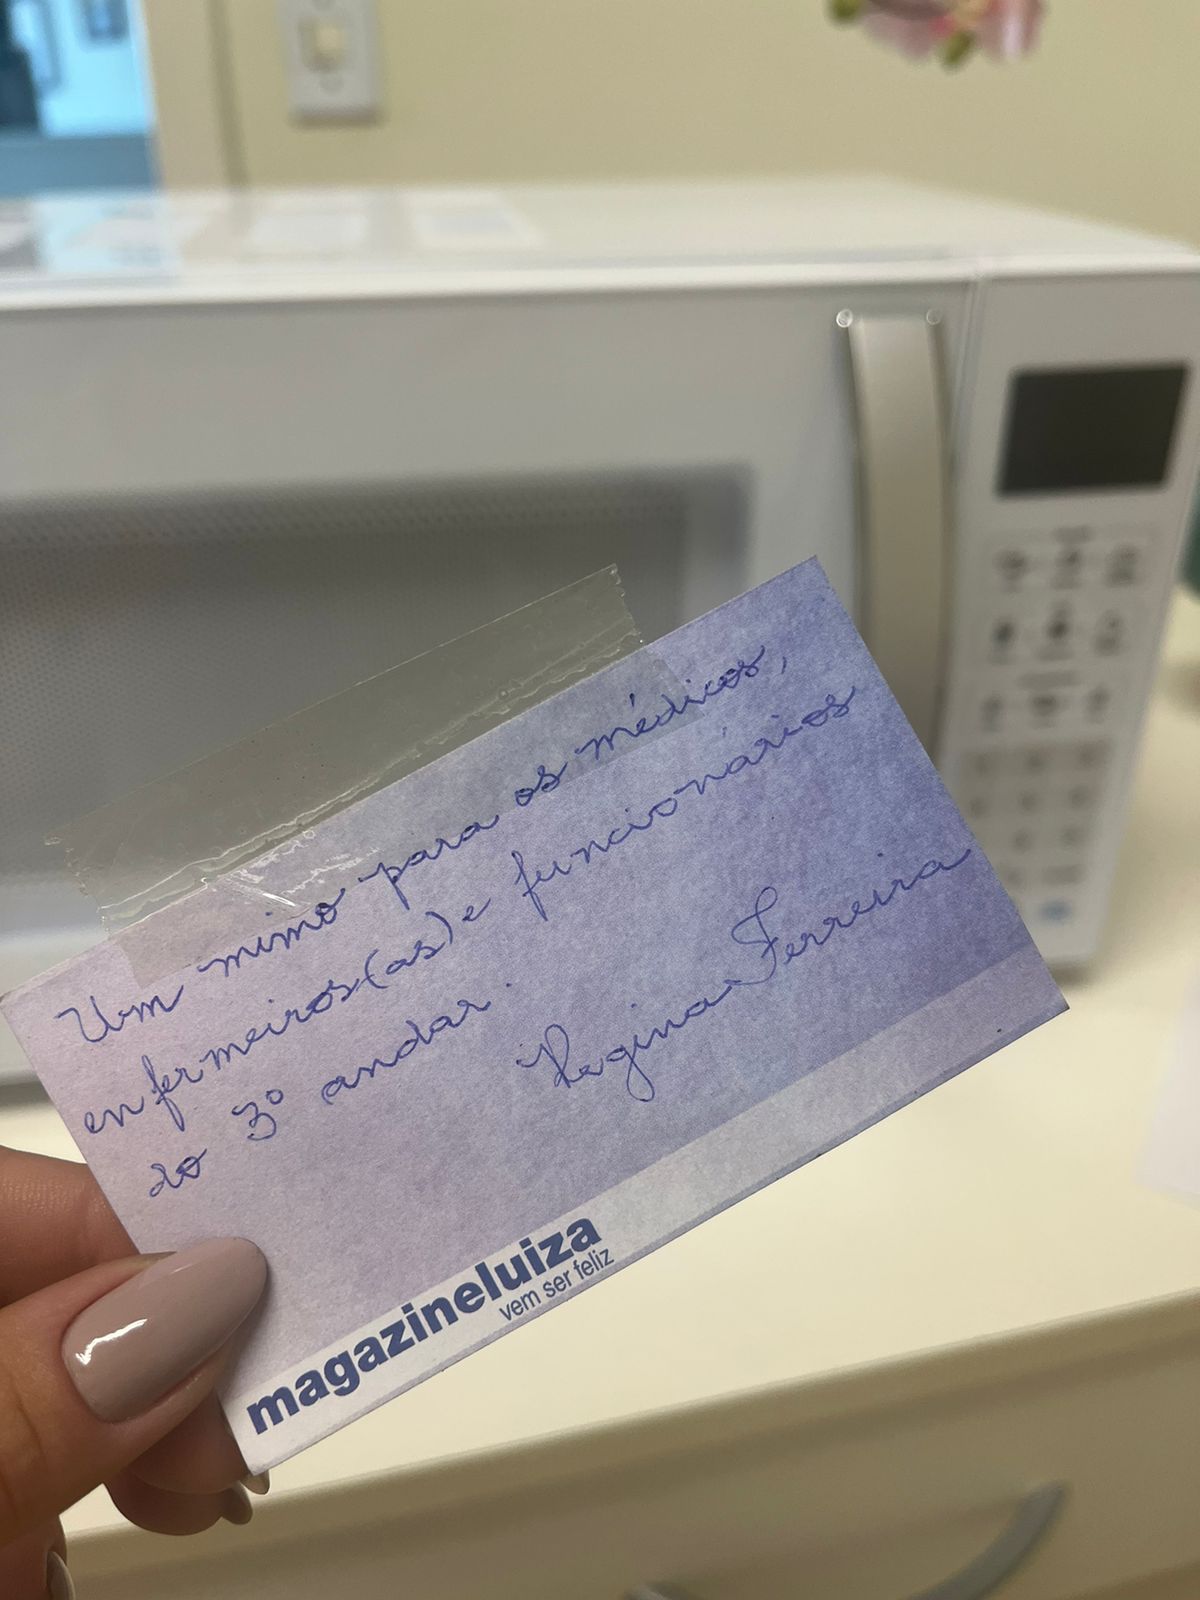 Um mimo para os médicos,
enfermeiros(as) e funcionários
do 3º andar.
Regina Ferreira
magazineluiza
vem ser feliz